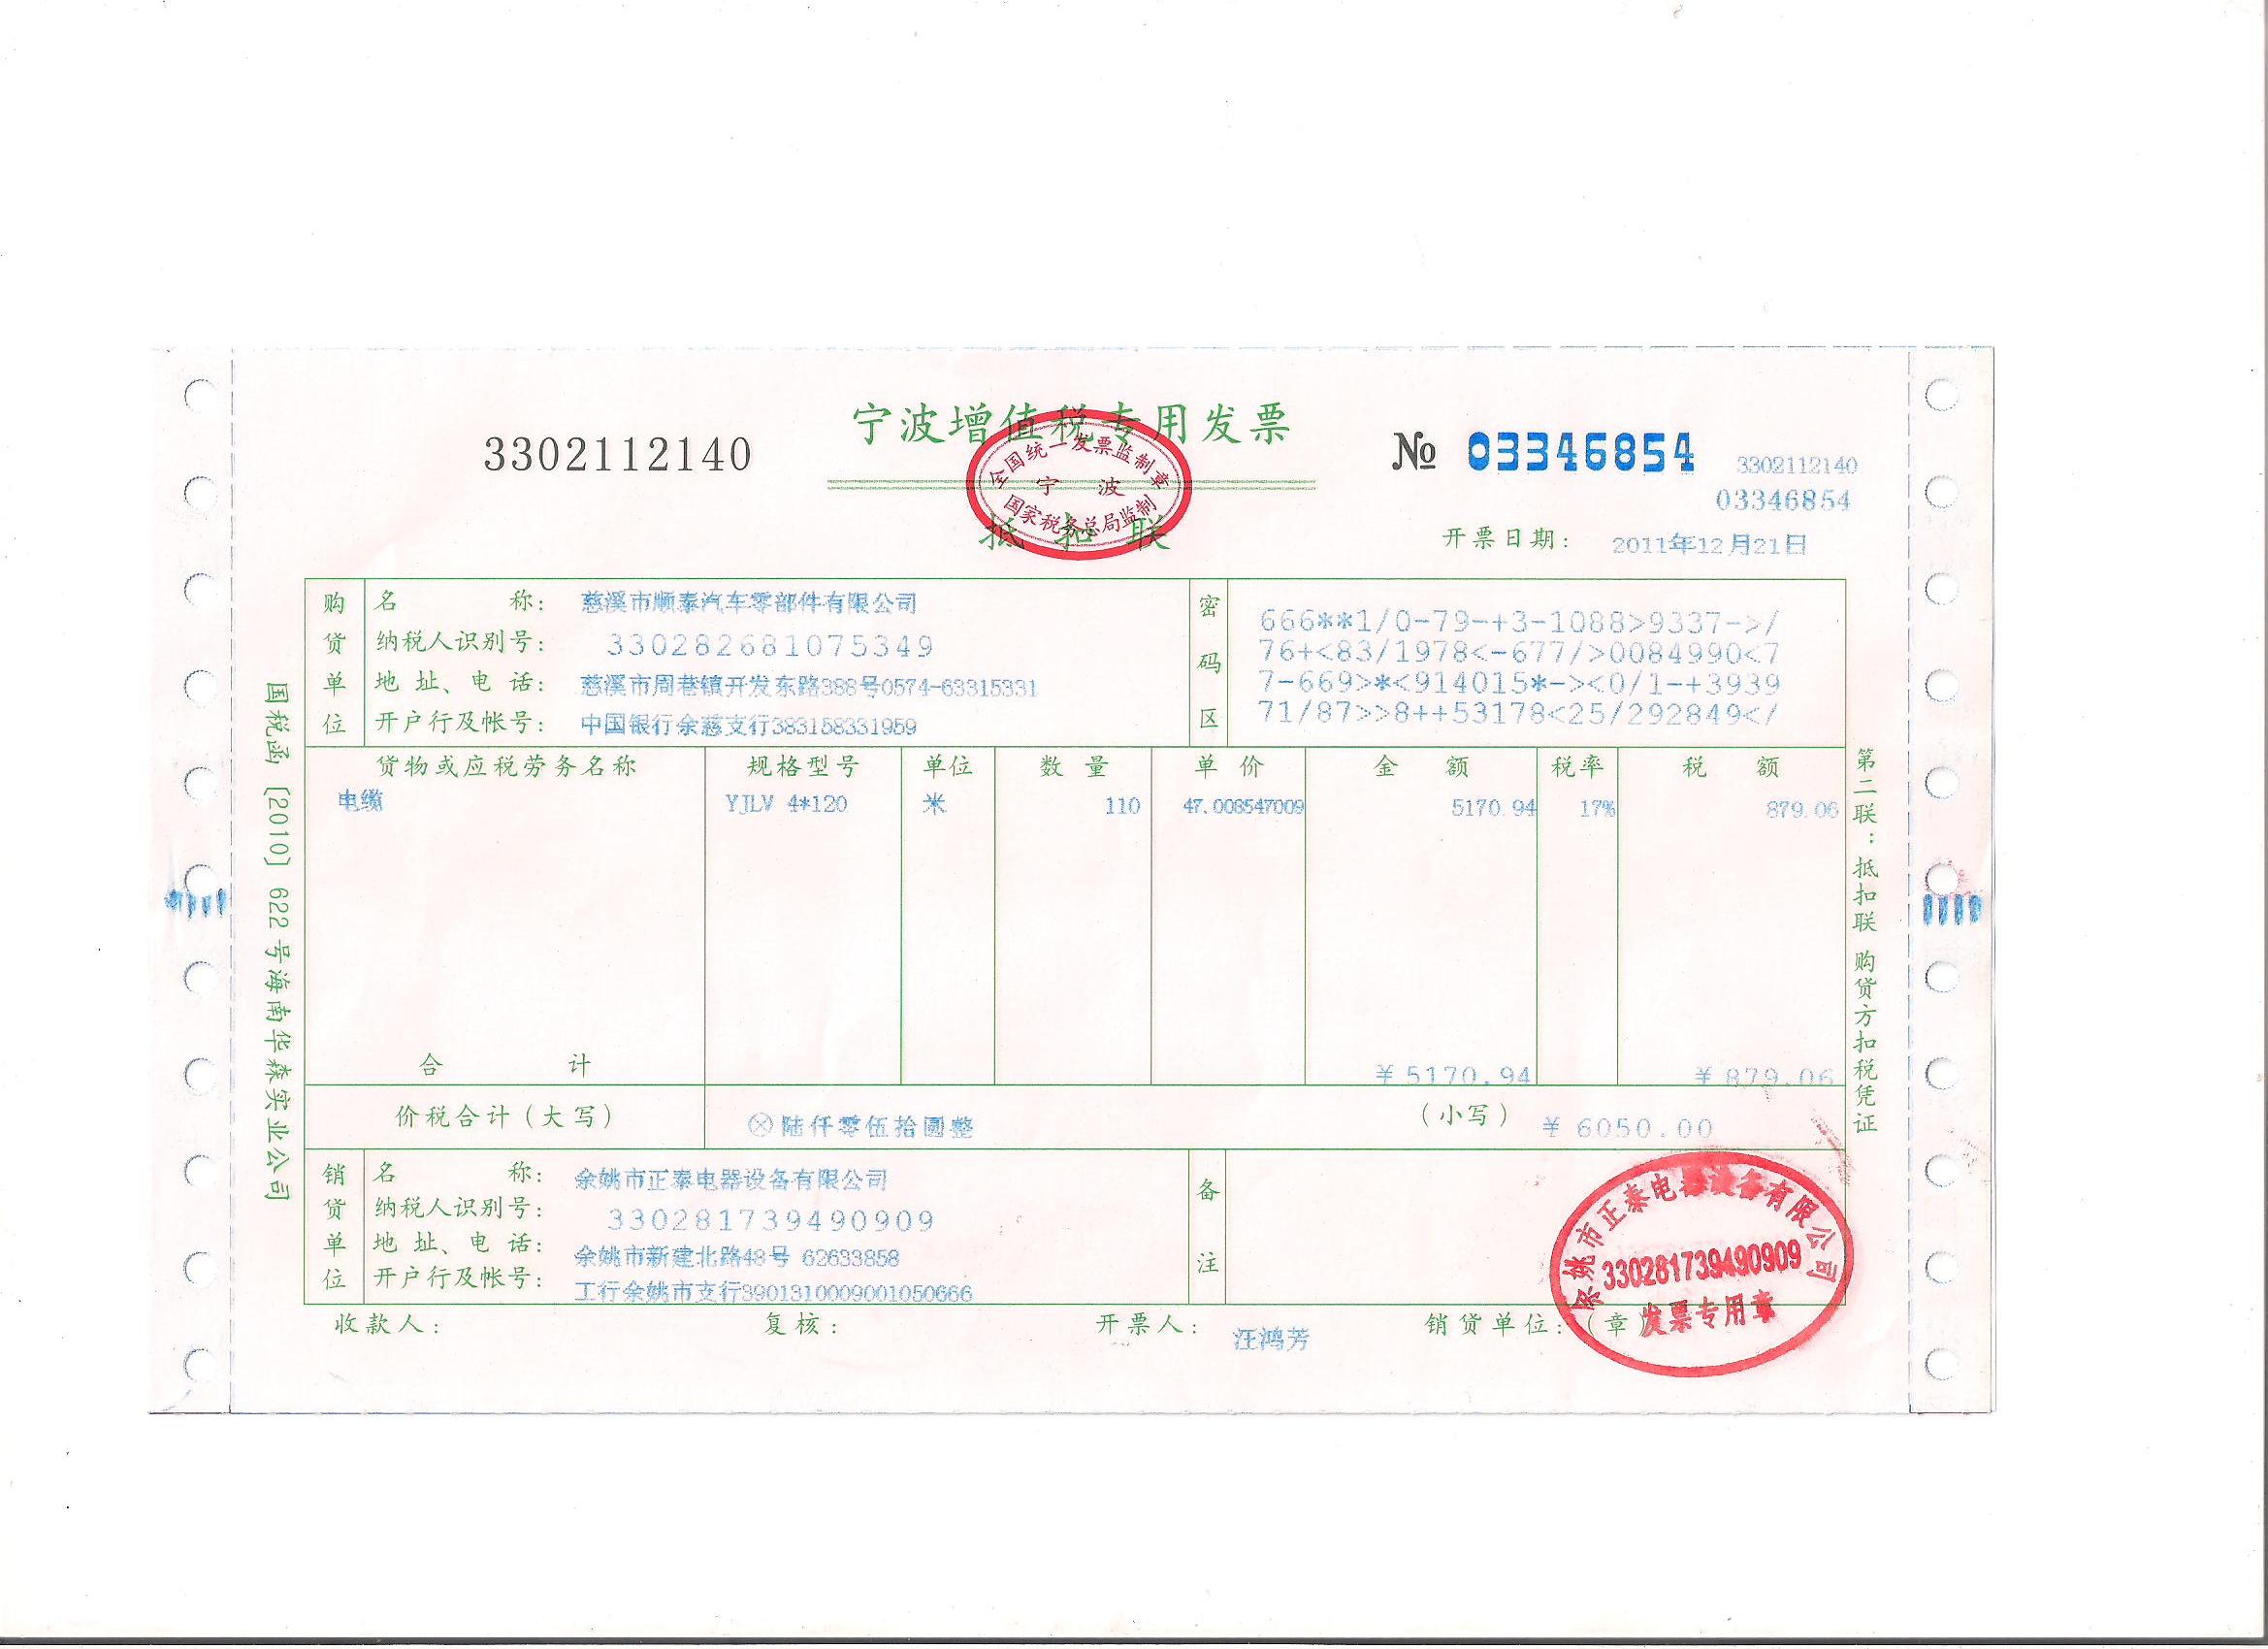 宁波增值税专用发票
3302112140
№ 03346854
3302112140
03346854
全国统一发票监制章
宁 波
国家税务总局监制
抵 扣 联
开票日期: 2011年12月21日
购货单位
名 称: 慈溪市顺泰汽车零部件有限公司
纳税人识别号: 330282681075349
地 址、电 话: 慈溪市周巷镇开发东路388号0574-63315331
开户行及帐号: 中国银行余慈支行383158331959
密码区
666**1/0-79-+3-1088>9337->/
76+<83/1978<-677/>0084990<7
7-669>*<914015*-><0/1-+3939
71/87>>8++53178<25/292849</
货物或应税劳务名称 规格型号 单位 数 量 单 价 金 额 税率 税 额
电缆 YJLV 4*120 米 110 47.008547009 5170.94 17% 879.06
合 计 ¥5170.94 ¥879.06
价税合计(大写) ⊗陆仟零伍拾圆整 (小写) ¥6050.00
销货单位
名 称: 余姚市正泰电器设备有限公司
纳税人识别号: 330281739490909
地 址、电 话: 余姚市新建北路48号 62633858
开户行及帐号: 工行余姚市支行3901310009001050666
备注
收款人: 复核: 开票人: 汪鸿芳 销货单位:(章)
余姚市正泰电器设备有限公司
330281739490909
发票专用章
国税函[2010]622号海南华森实业公司
第二联:抵扣联 购货方扣税凭证